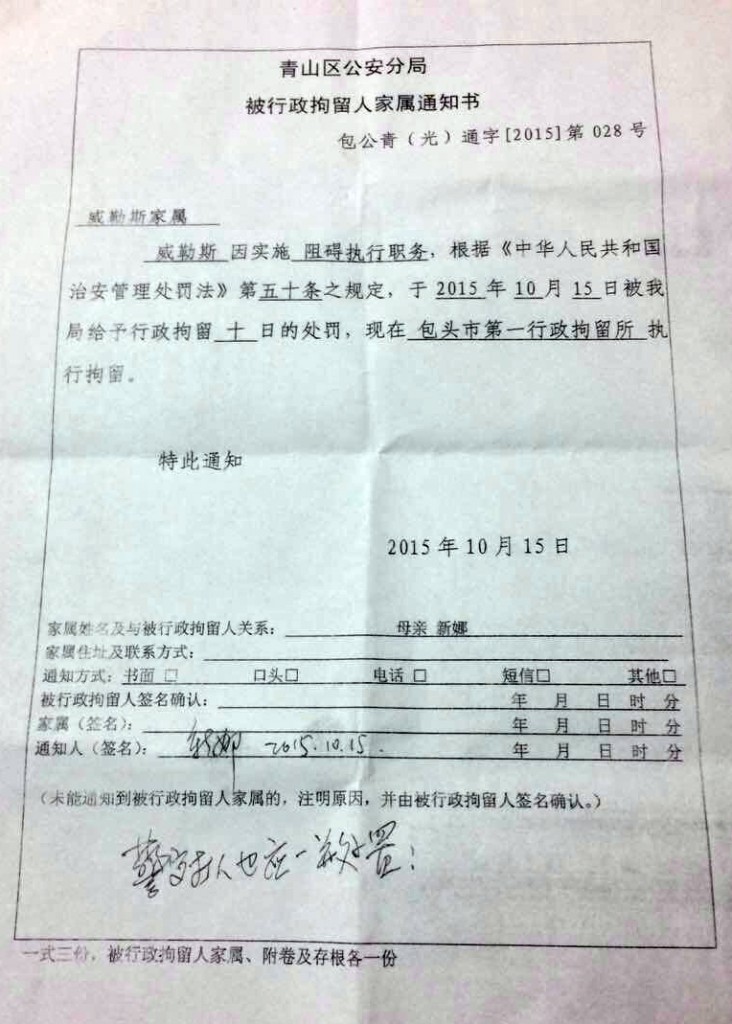 青山区公安分局
被行政拘留人家属通知书
包公青（光）通字[2015]第 028 号
威勒斯家属
威勒斯 因实施 阻碍执行职务，根据《中华人民共和国
治安管理处罚法》第五十条之规定，于 2015 年 10 月 15 日被我
局给予行政拘留 十 日的处罚，现在 包头市第一行政拘留所 执
行拘留。
特此通知
2015 年 10 月 15 日
家属姓名及与被行政拘留人关系： 母亲 新娜
家属住址及联系方式：
通知方式：书面 □ 口头□ 电话 □ 短信□ 其他□
被行政拘留人签名确认： 年 月 日 时 分
家属（签名）： 年 月 日 时 分
通知人（签名）： 新娜 2015.10.15. 年 月 日 时 分
（未能通知到被行政拘留人家属的，注明原因，并由被行政拘留人签名确认。）
警察打人也应一并处置！
一式三份，被行政拘留人家属、附卷及存根各一份